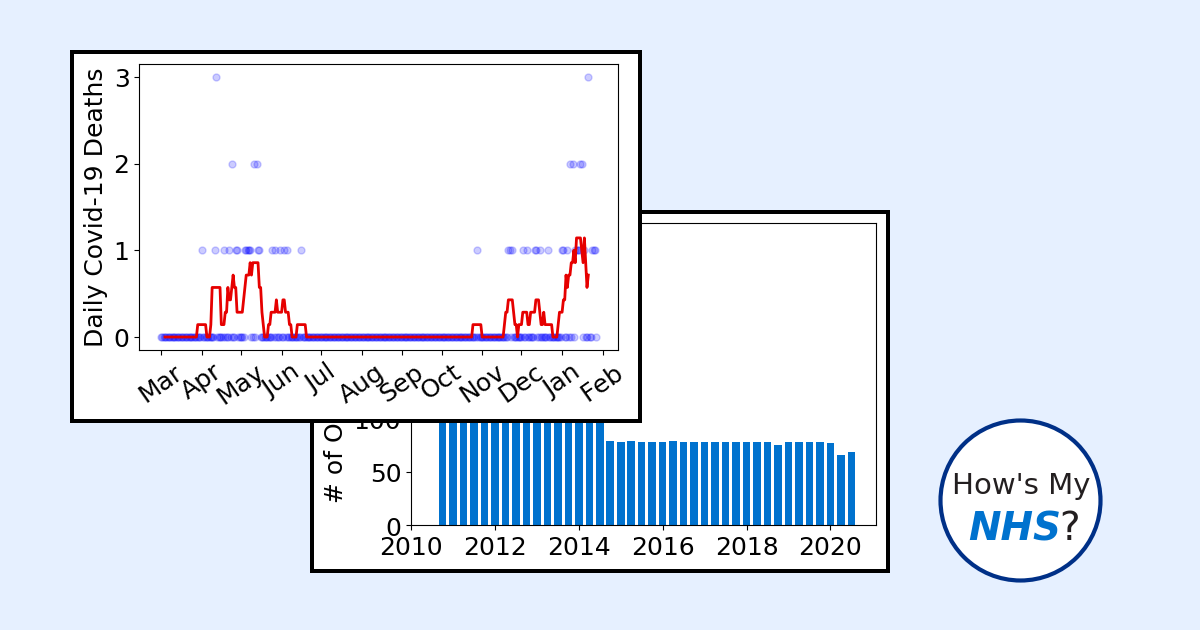 Daily Covid-19 Deaths
3
2
1
0
Mar Apr May Jun Jul Aug Sep Oct Nov Dec Jan Feb
# of O
100
50
0
2010 2012 2014 2016 2018 2020
How's My
NHS?